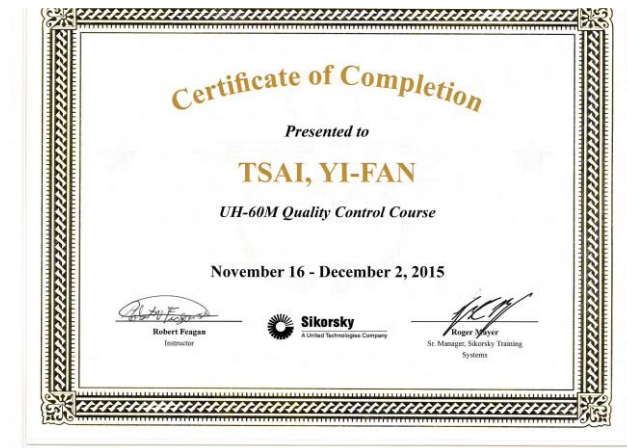 Certificate of Completion
Presented to
TSAI, YI-FAN
UH-60M Quality Control Course
November 16 - December 2, 2015
Robert Feagan
Instructor
Sikorsky
A United Technologies Company
Roger Mayer
Sr. Manager, Sikorsky Training
Systems